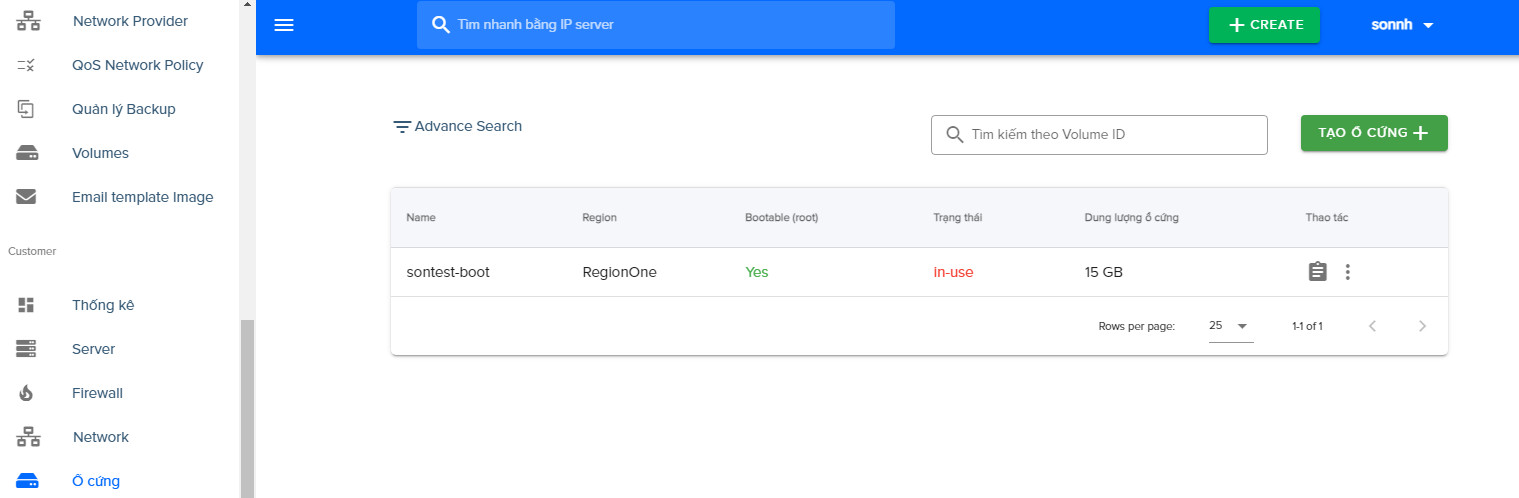 Network Provider
QoS Network Policy
Quản lý Backup
Volumes
Email template Image
Customer
Thống kê
Server
Firewall
Network
Ổ cứng
Tìm nhanh bằng IP server
CREATE
sonnh
Advance Search
Tìm kiếm theo Volume ID
TẠO Ổ CỨNG
Name Region Bootable (root) Trạng thái Dung lượng ổ cứng Thao tác
sontest-boot RegionOne Yes in-use 15 GB
Rows per page: 25 1-1 of 1